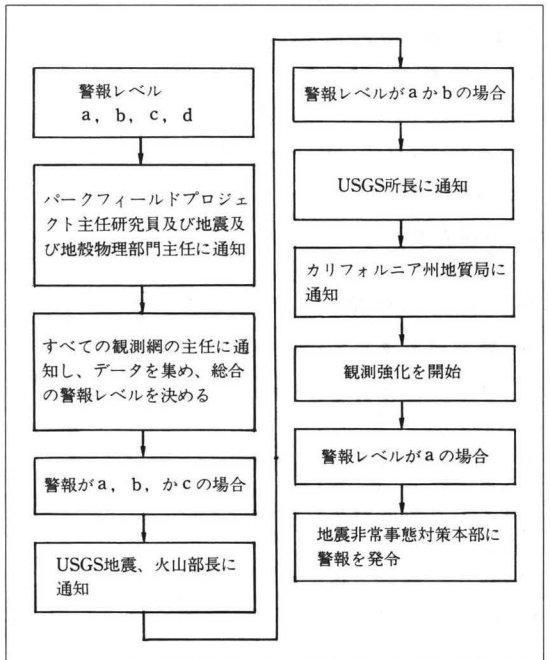 警報レベル
a, b, c, d
パークフィールドプロジェ
クト主任研究員及び地震及
び地殻物理部門主任に通知
すべての観測網の主任に通
知し、データを集め、総合
の警報レベルを決める
警報がa, b, かcの場合
USGS地震、火山部長に
通知
警報レベルがaかbの場合
USGS所長に通知
カリフォルニア州地質局に
通知
観測強化を開始
警報レベルがaの場合
地震非常事態対策本部に
警報を発令